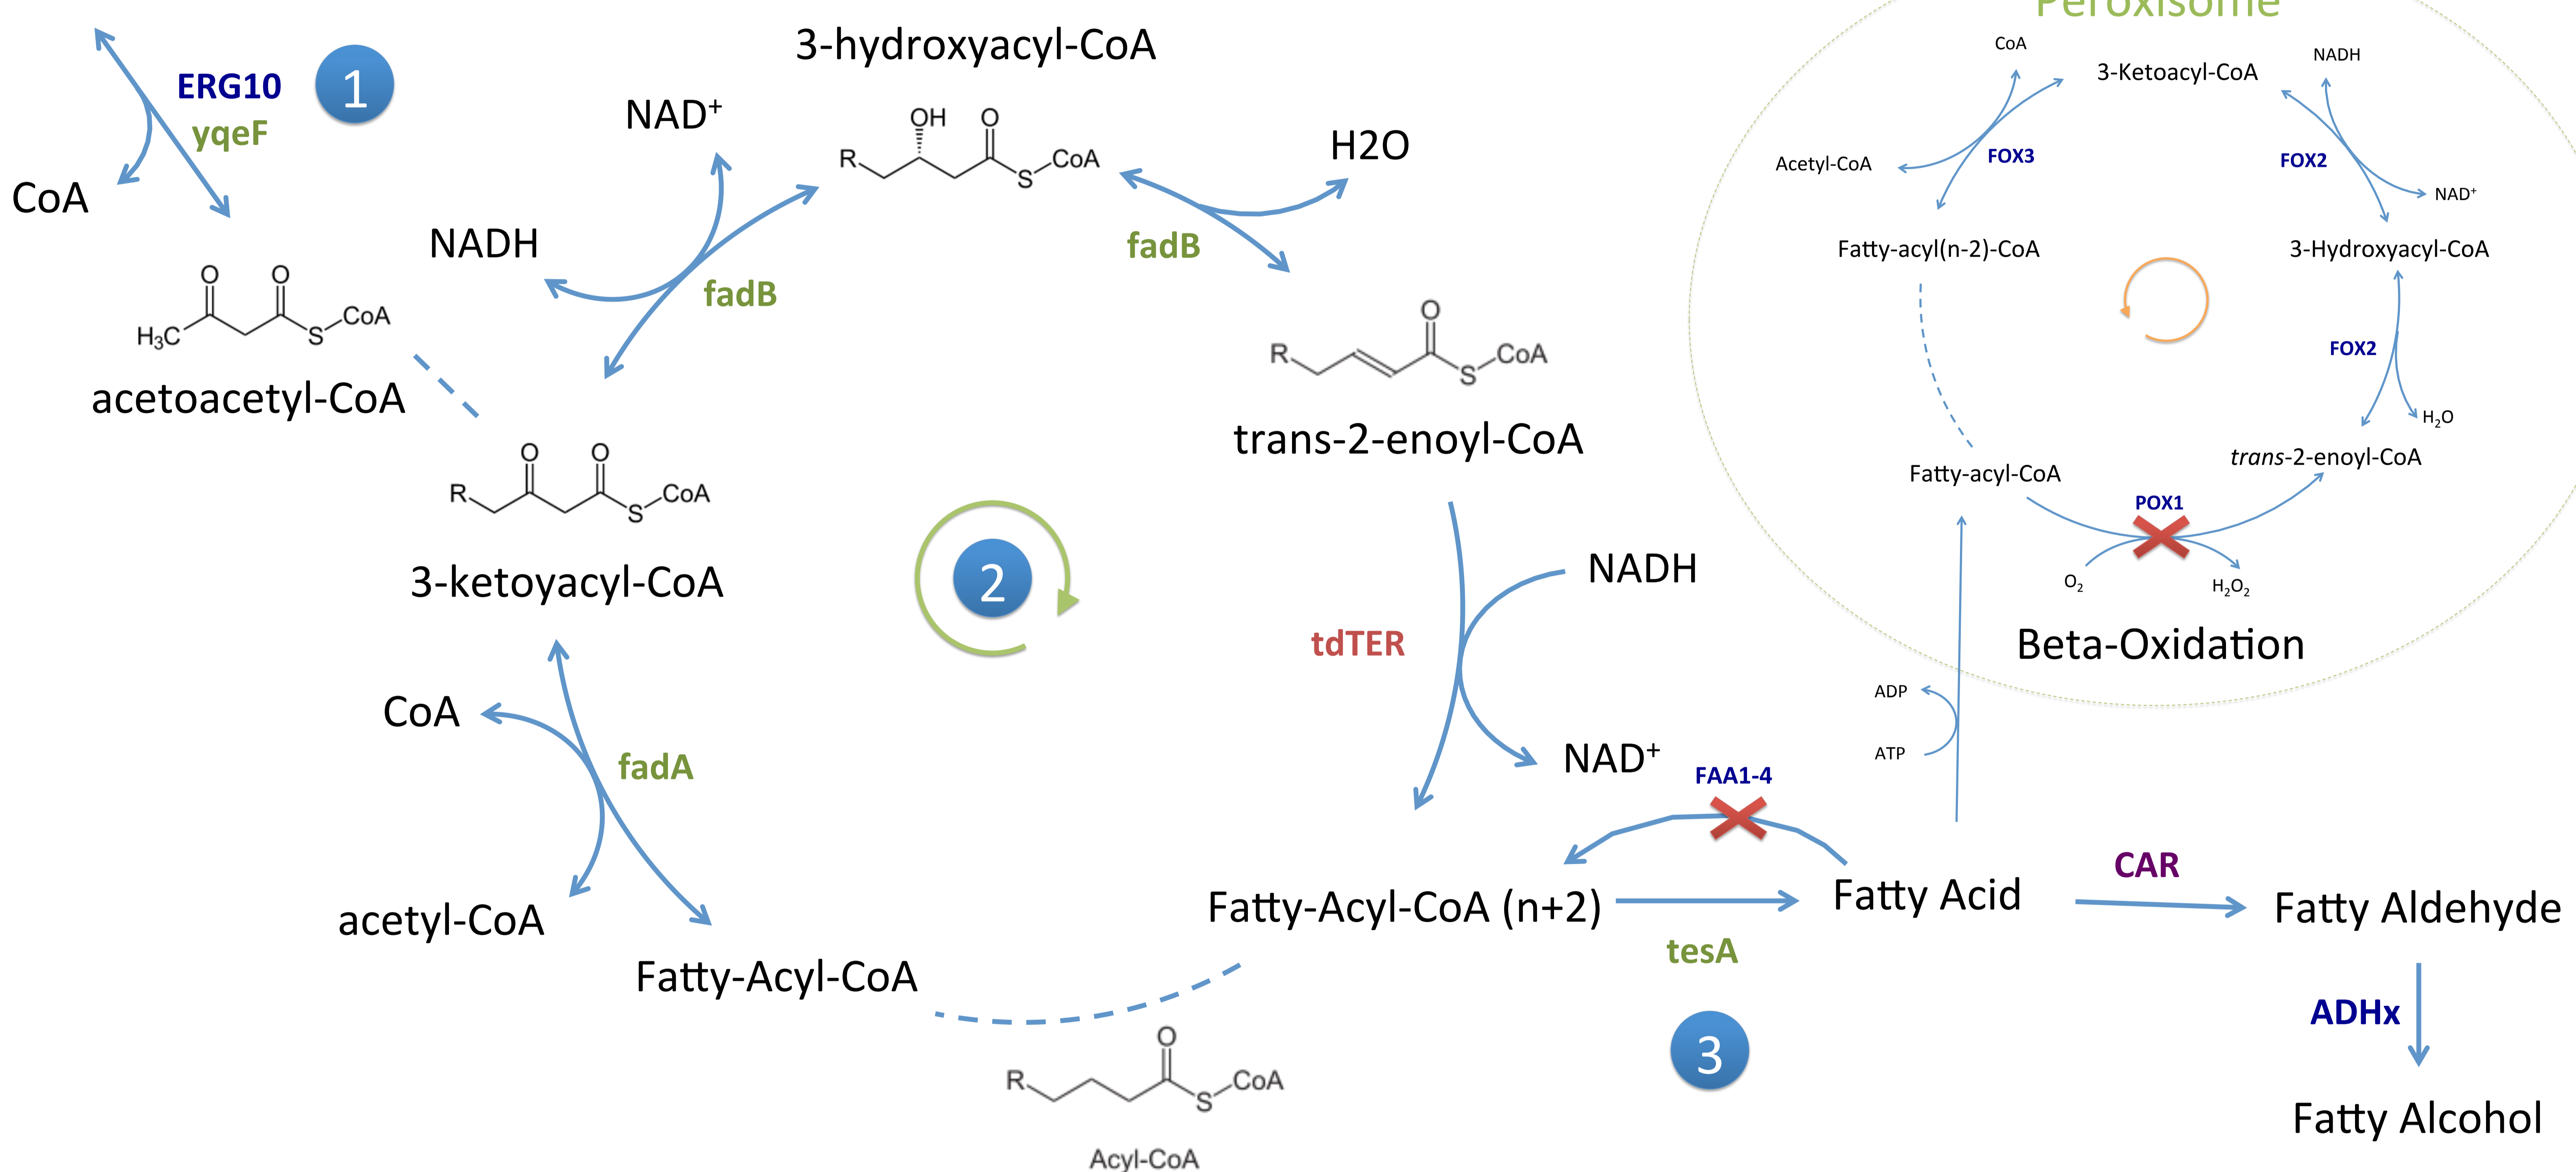 Peroxisome
ERG10
yqeF
1
CoA
O
O
H₃C
S
CoA
acetoacetyl-CoA
NADH
NAD⁺
fadB
3-hydroxyacyl-CoA
OH
O
R
S
CoA
H2O
fadB
O
R
S
CoA
trans-2-enoyl-CoA
O
O
R
S
CoA
3-ketoyacyl-CoA
2
CoA
fadA
acetyl-CoA
Fatty-Acyl-CoA
NADH
tdTER
NAD⁺
Fatty-Acyl-CoA (n+2)
O
R
S
CoA
Acyl-CoA
FAA1-4
tesA
3
Fatty Acid
CAR
Fatty Aldehyde
ADHx
Fatty Alcohol
CoA
3-Ketoacyl-CoA
NADH
Acetyl-CoA
FOX3
FOX2
NAD⁺
Fatty-acyl(n-2)-CoA
3-Hydroxyacyl-CoA
FOX2
H₂O
Fatty-acyl-CoA
trans-2-enoyl-CoA
POX1
O₂
H₂O₂
Beta-Oxidation
ADP
ATP